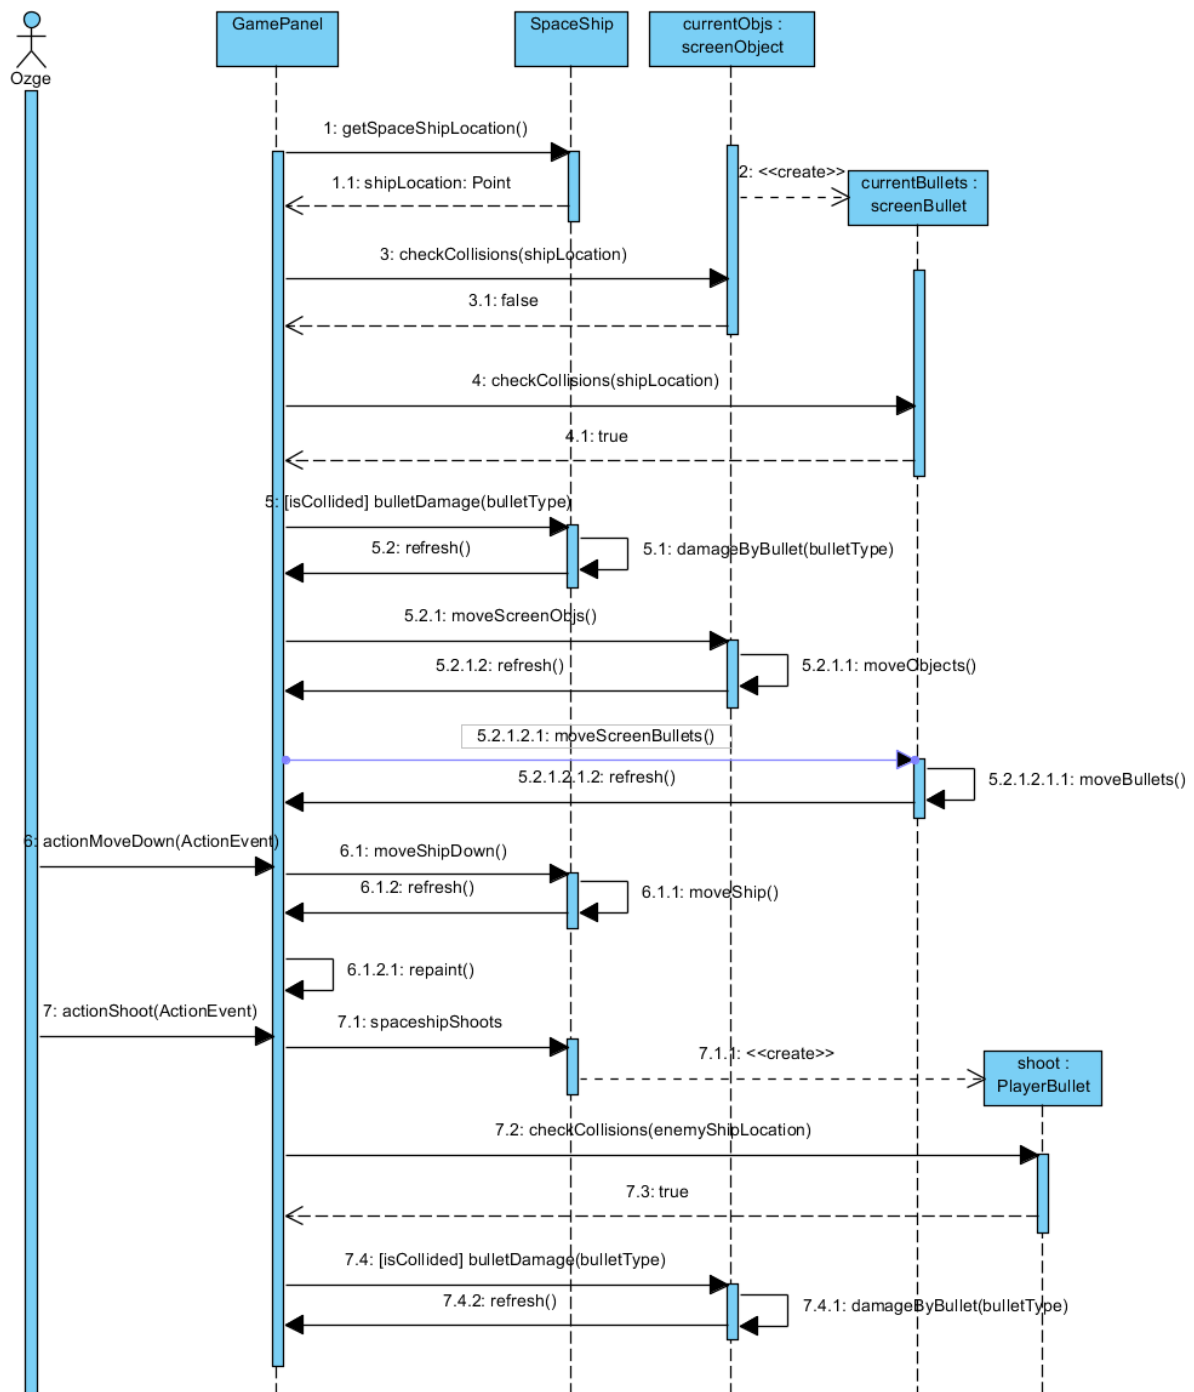 Ozge
GamePanel
SpaceShip
currentObjs :
screenObject
1: getSpaceShipLocation()
2: <<create>>
currentBullets :
screenBullet
1.1: shipLocation: Point
3: checkCollisions(shipLocation)
3.1: false
4: checkCollisions(shipLocation)
4.1: true
5: [isCollided] bulletDamage(bulletType)
5.2: refresh()
5.1: damageByBullet(bulletType)
5.2.1: moveScreenObjs()
5.2.1.2: refresh()
5.2.1.1: moveObjects()
5.2.1.2.1: moveScreenBullets()
5.2.1.2.1.2: refresh()
5.2.1.2.1.1: moveBullets()
6: actionMoveDown(ActionEvent)
6.1: moveShipDown()
6.1.2: refresh()
6.1.1: moveShip()
6.1.2.1: repaint()
7: actionShoot(ActionEvent)
7.1: spaceshipShoots
7.1.1: <<create>>
shoot :
PlayerBullet
7.2: checkCollisions(enemyShipLocation)
7.3: true
7.4: [isCollided] bulletDamage(bulletType)
7.4.2: refresh()
7.4.1: damageByBullet(bulletType)